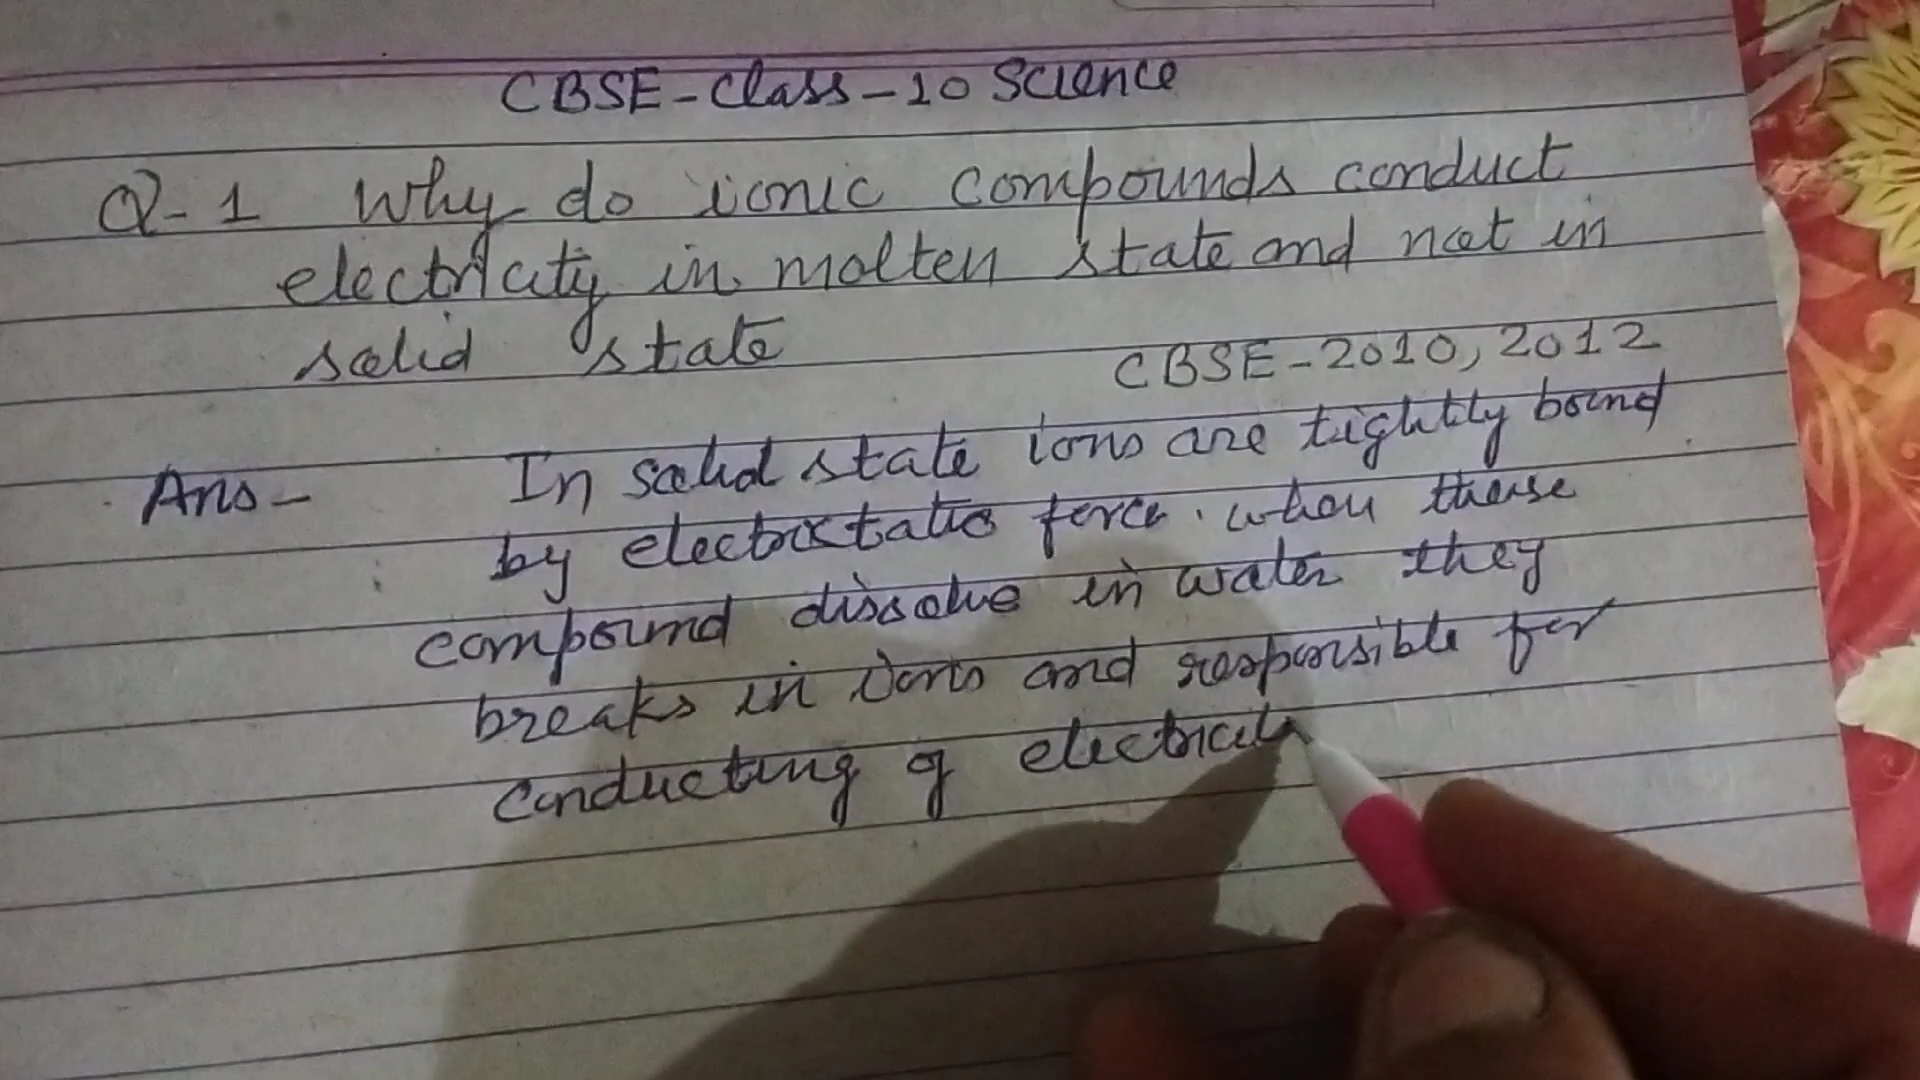 CBSE-Class-10 Science
Q-1 Why do ionic compounds conduct
electricity in molten state and not in
solid state
CBSE-2010, 2012
Ans- In solid state ions are tightly bound
by electrostatic force. when these
compound dissolve in water they
breaks in ions and responsible for
conducting of electricity